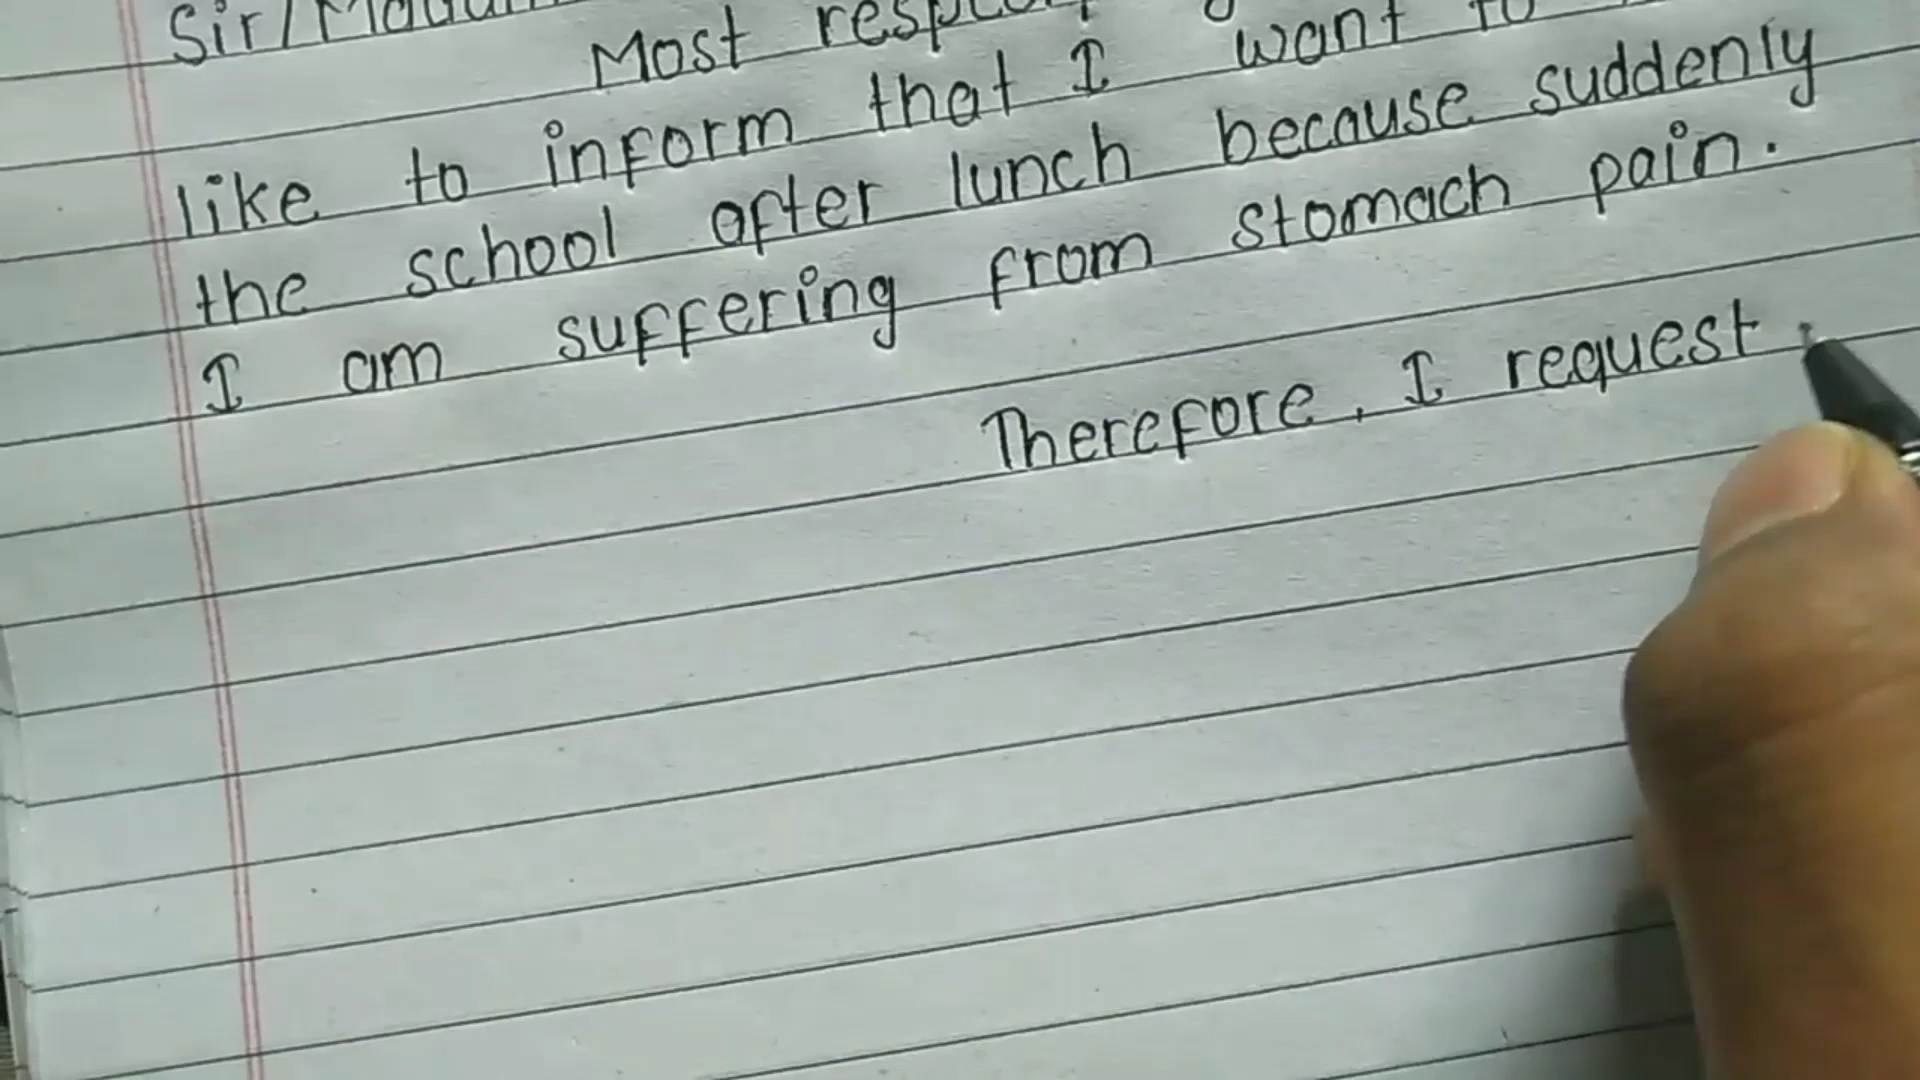 Sir/Madam
Most
like to inform that I want to
the school after lunch because suddenly
I am suffering from stomach pain.
Therefore, I request